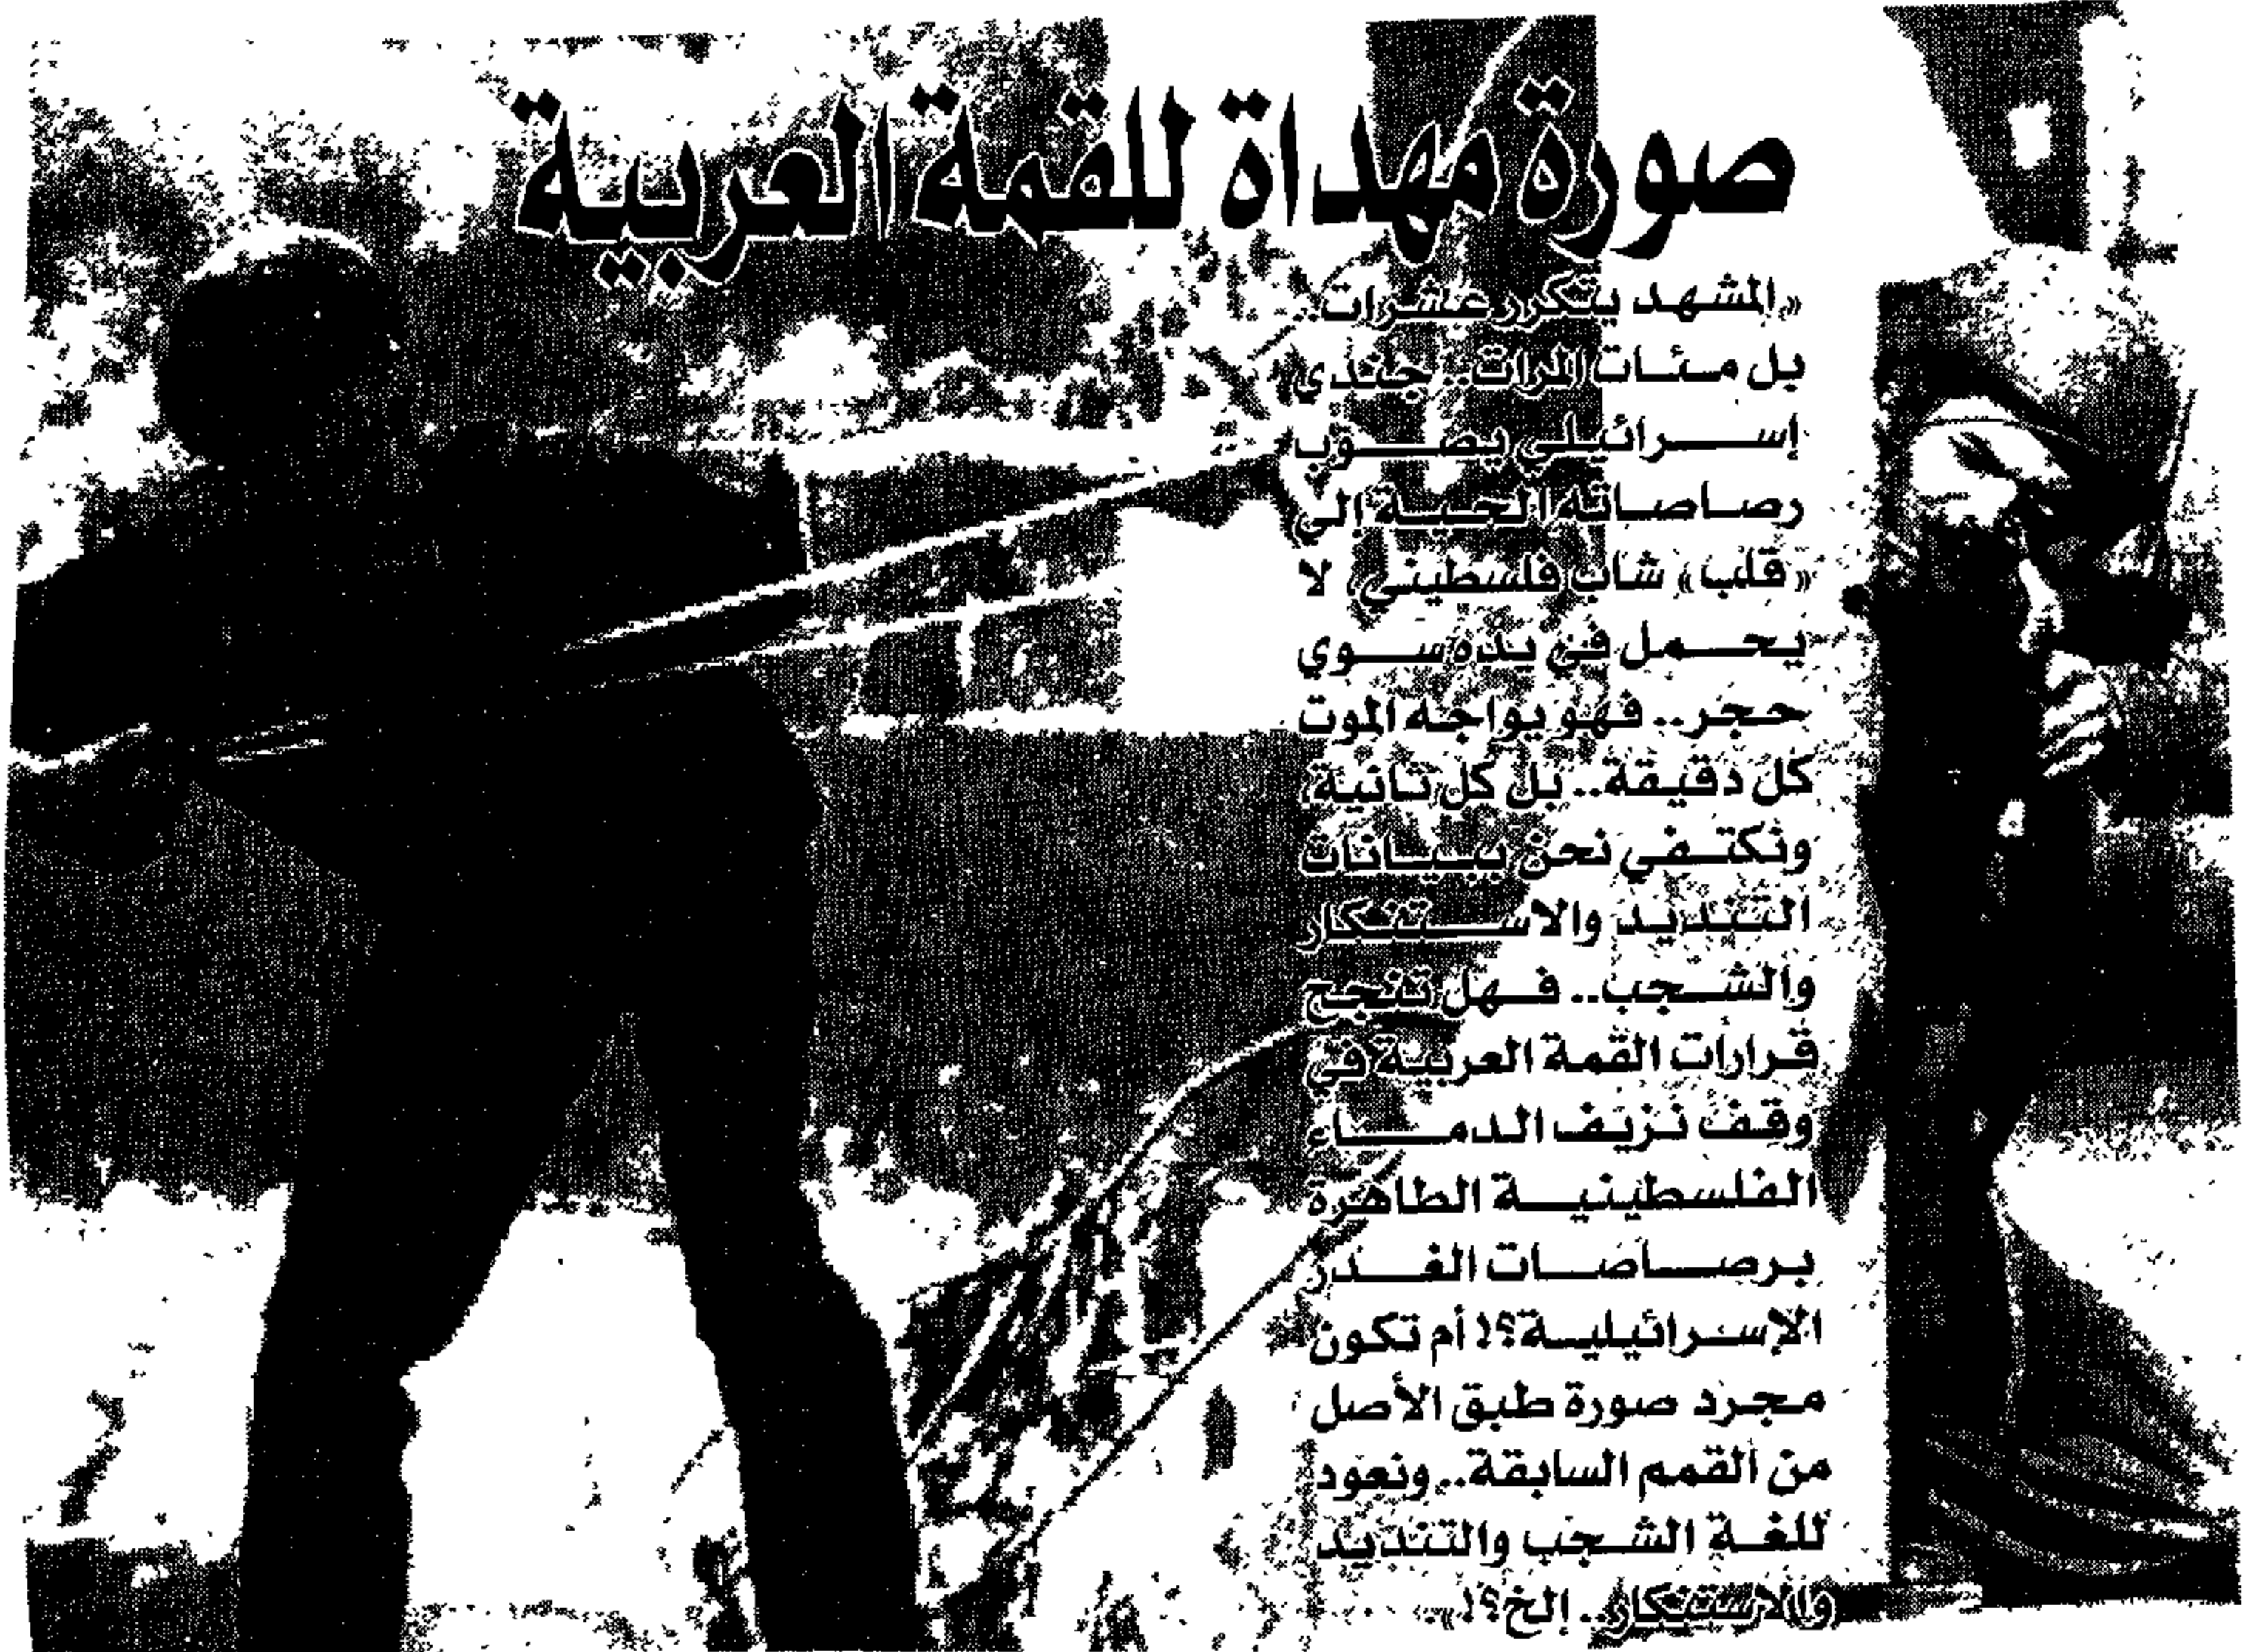 صورة مهداة للقمة العربية
«المشهد يتكرر عشرات
بل مئات المرات.. جندي
إسرائيلي يصوب
رصاصاته الحية إلى
«قلب» شاب فلسطيني، لا
يحمل في يده سوى
حجر.. فهو يواجه الموت
كل دقيقة.. بل كل ثانية،
ونكتفي نحن ببيانات
التنديد والاستنكار
والشجب.. فهل تنجح
قرارات القمة العربية في
وقف نزيف الدماء
الفلسطينية الطاهرة
برصاصات الغدر
الإسرائيلية؟! أم تكون
مجرد صورة طبق الأصل
من القمم السابقة.. ونعود
للغة الشجب والتنديد
والاستنكار.. إلخ؟!».